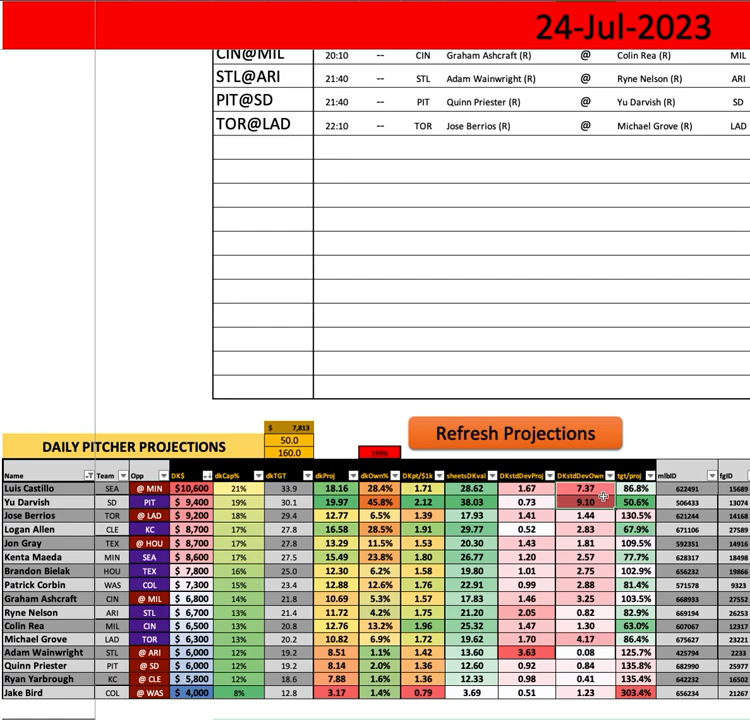 24-Jul-2023
CIN@MIL 20:10 -- CIN Graham Ashcraft (R) @ Colin Rea (R) MIL
STL@ARI 21:40 -- STL Adam Wainwright (R) @ Ryne Nelson (R) ARI
PIT@SD 21:40 -- PIT Quinn Priester (R) @ Yu Darvish (R) SD
TOR@LAD 22:10 -- TOR Jose Berrios (R) @ Michael Grove (R) LAD
$ 7,813
Refresh Projections
DAILY PITCHER PROJECTIONS 50.0
160.0 199%
Name Team Opp DK$ dkCap% dkTGT dkProj dkOwn% DKpt/$1k sheetsDKval DKstdDevProj DKstdDevOwn tgt/proj mlbID fgID
Luis Castillo SEA @ MIN $10,600 21% 33.9 18.16 28.4% 1.71 28.62 1.67 7.37 86.8% 622491 15689
Yu Darvish SD PIT $ 9,400 19% 30.1 19.97 45.8% 2.12 38.03 0.73 9.10 50.6% 506433 13074
Jose Berrios TOR @ LAD $ 9,200 18% 29.4 12.77 6.5% 1.39 17.93 1.41 1.44 130.5% 621244 14168
Logan Allen CLE KC $ 8,700 17% 27.8 16.58 28.5% 1.91 29.77 0.52 2.83 67.9% 671106 27589
Jon Gray TEX @ HOU $ 8,700 17% 27.8 13.29 11.5% 1.53 20.30 1.43 1.81 109.5% 592351 14916
Kenta Maeda MIN SEA $ 8,600 17% 27.5 15.49 23.8% 1.80 26.77 1.20 2.57 77.7% 628317 18498
Brandon Bielak HOU TEX $ 7,800 16% 25.0 12.30 6.2% 1.58 19.80 1.01 2.75 102.9% 656232 19866
Patrick Corbin WAS COL $ 7,300 15% 23.4 12.88 12.6% 1.76 22.91 0.99 2.88 81.4% 571578 9323
Graham Ashcraft CIN @ MIL $ 6,800 14% 21.8 10.69 5.3% 1.57 17.83 1.46 3.25 103.5% 668933 27552
Ryne Nelson ARI STL $ 6,700 13% 21.4 11.72 4.2% 1.75 21.20 2.05 0.82 82.9% 669194 26253
Colin Rea MIL CIN $ 6,500 13% 20.8 12.76 13.2% 1.96 25.32 1.47 1.30 63.0% 607067 12317
Michael Grove LAD TOR $ 6,300 13% 20.2 10.82 6.9% 1.72 19.62 1.70 4.17 86.4% 675627 33221
Adam Wainwright STL @ ARI $ 6,000 12% 19.2 8.51 1.1% 1.42 13.60 3.63 0.08 125.7% 425794 2233
Quinn Priester PIT @ SD $ 6,000 12% 19.2 8.14 2.0% 1.36 12.60 0.92 0.84 135.8% 682990 25977
Ryan Yarbrough KC @ CLE $ 5,800 12% 18.6 7.88 1.6% 1.36 12.33 0.98 0.41 135.4% 642232 16502
Jake Bird COL @ WAS $ 4,000 8% 12.8 3.17 1.4% 0.79 3.69 0.51 1.23 303.4% 656234 21267